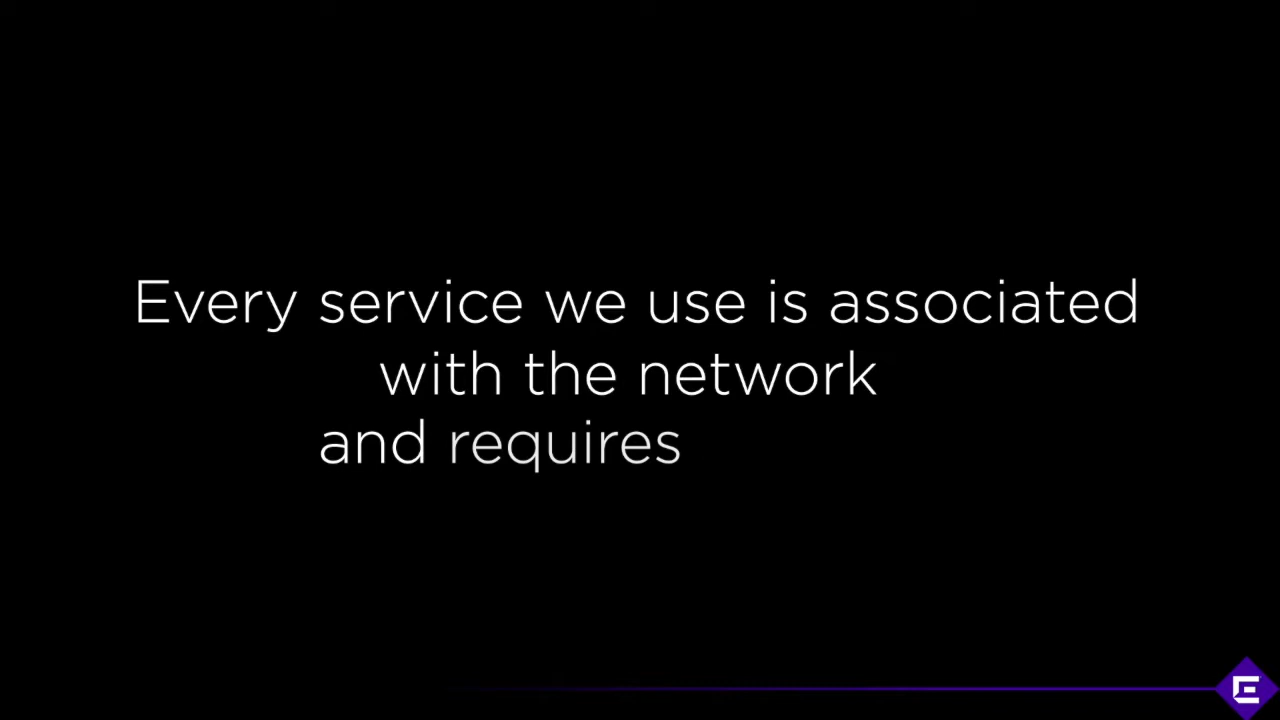 Every service we use is associated
with the network
and requires